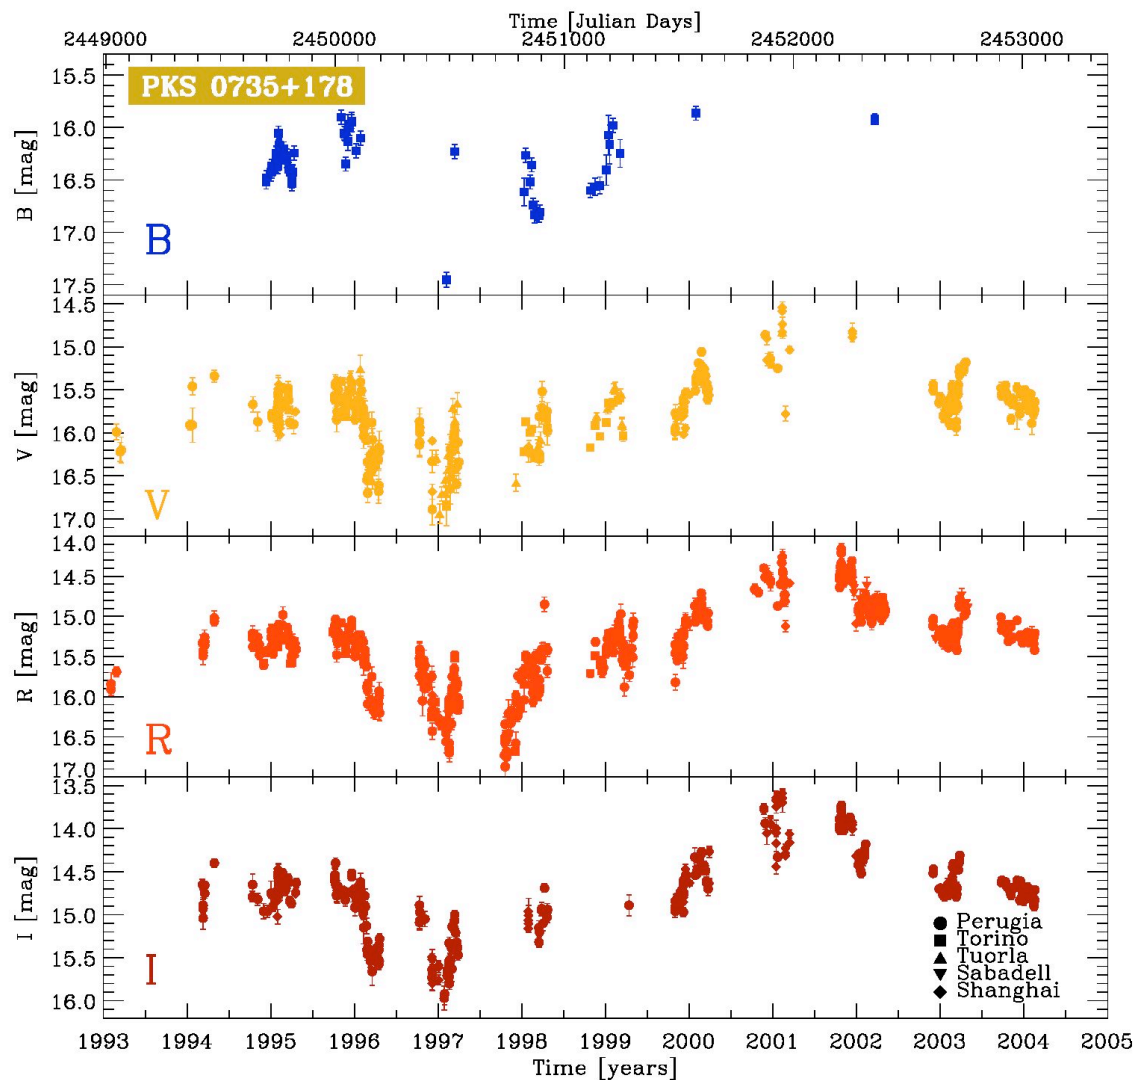 Time [Julian Days]
2449000 2450000 2451000 2452000 2453000
PKS 0735+178
15.5
16.0
16.5
17.0
17.5
B [mag]
B
14.5
15.0
15.5
16.0
16.5
17.0
V [mag]
V
14.0
14.5
15.0
15.5
16.0
16.5
17.0
R [mag]
R
13.5
14.0
14.5
15.0
15.5
16.0
I [mag]
I
Perugia
Torino
Tuorla
Sabadell
Shanghai
1993 1994 1995 1996 1997 1998 1999 2000 2001 2002 2003 2004 2005
Time [years]